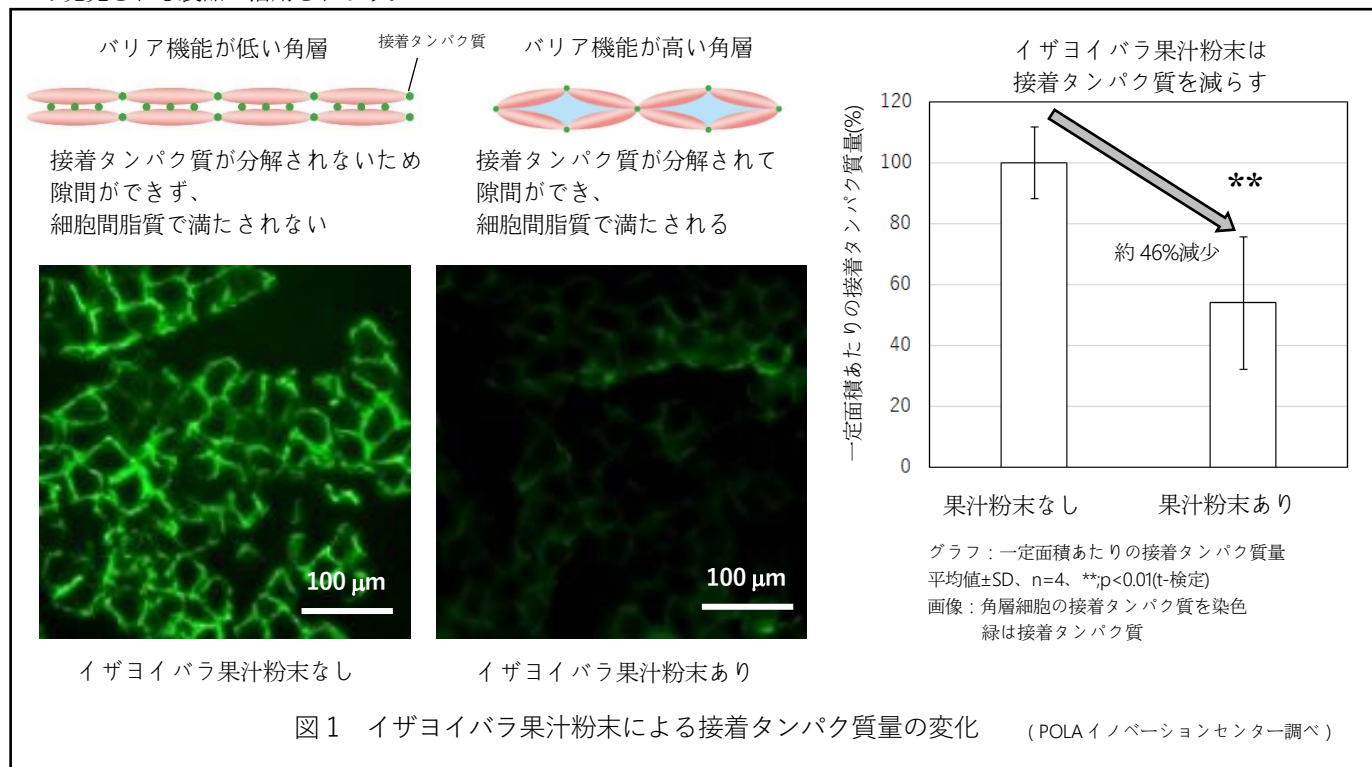 バリア機能が低い角層
接着タンパク質
バリア機能が高い角層
接着タンパク質が分解されないため
隙間ができず、
細胞間脂質で満たされない
接着タンパク質が分解されて
隙間ができ、
細胞間脂質で満たされる
100 μm
100 μm
イザヨイバラ果汁粉末なし
イザヨイバラ果汁粉末あり
イザヨイバラ果汁粉末は
接着タンパク質を減らす
一定面積あたりの接着タンパク質量(%)
120
100
80
60
40
20
0
**
約 46%減少
果汁粉末なし
果汁粉末あり
グラフ：一定面積あたりの接着タンパク質量
平均値±SD、n=4、**;p<0.01(t-検定)
画像：角層細胞の接着タンパク質を染色
緑は接着タンパク質
図１　イザヨイバラ果汁粉末による接着タンパク質量の変化
( POLA イノベーションセンター調べ )